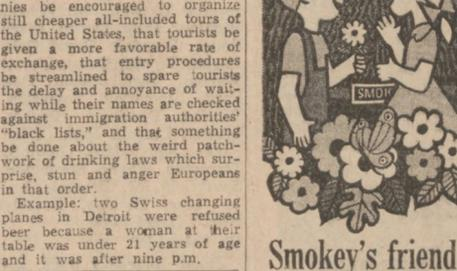 nies be encouraged to organize
still cheaper all-included tours of
the United States, that tourists be
given a more favorable rate of
exchange, that entry procedures
be streamlined to spare tourists
the delay and annoyance of wait-
ing while their names are checked
against immigration authorities'
"black lists," and that something
be done about the weird patch-
work of drinking laws which sur-
prise, stun and anger Europeans
in that order.
Example: two Swiss changing
planes in Detroit were refused
beer because a woman at their
table was under 21 years of age
and it was after nine p.m.
SMOK
Smokey's friend